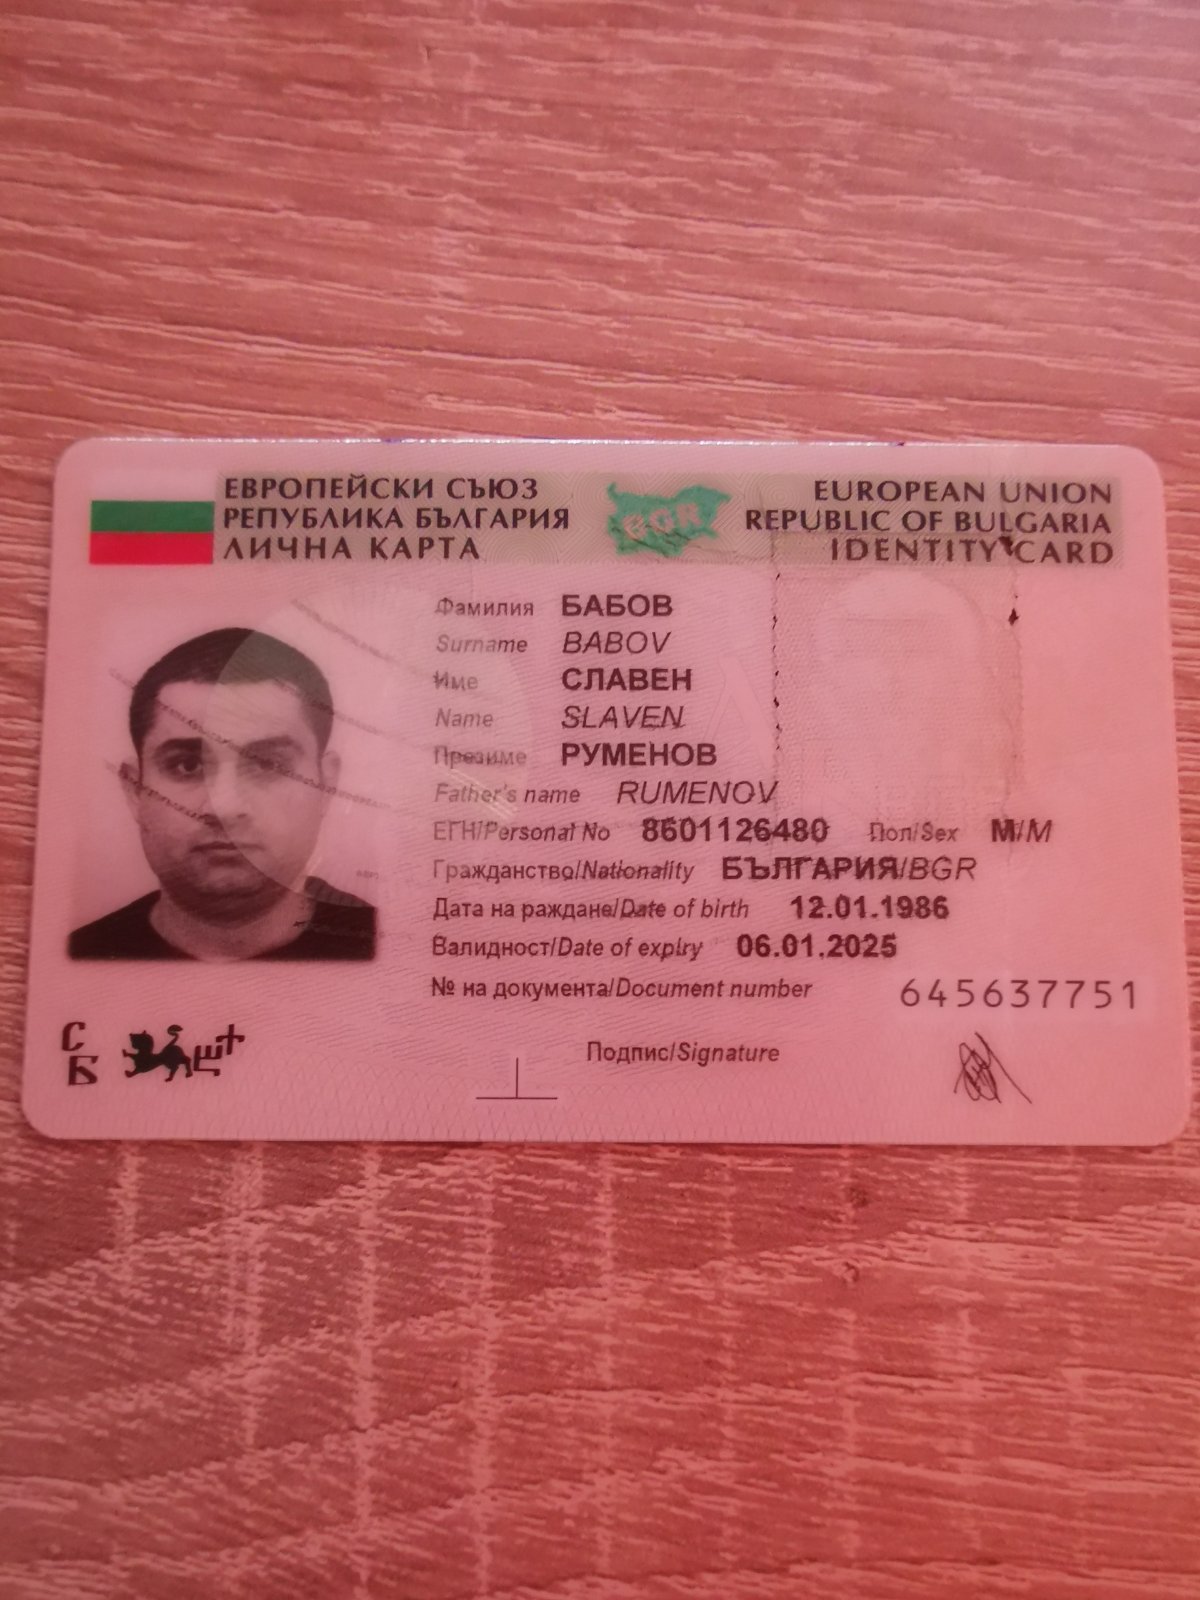 ЕВРОПЕЙСКИ СЪЮЗ
РЕПУБЛИКА БЪЛГАРИЯ
ЛИЧНА КАРТА
BGR
EUROPEAN UNION
REPUBLIC OF BULGARIA
IDENTITY CARD
Фамилия БАБОВ
Surname BABOV
Име СЛАВЕН
Name SLAVEN
Презиме РУМЕНОВ
Father's name RUMENOV
ЕГН/Personal No 8601126480 Пол/Sex М/M
Гражданство/Nationality БЪЛГАРИЯ/BGR
Дата на раждане/Date of birth 12.01.1986
Валидност/Date of expiry 06.01.2025
№ на документа/Document number 645637751
Подпис/Signature
С
Б